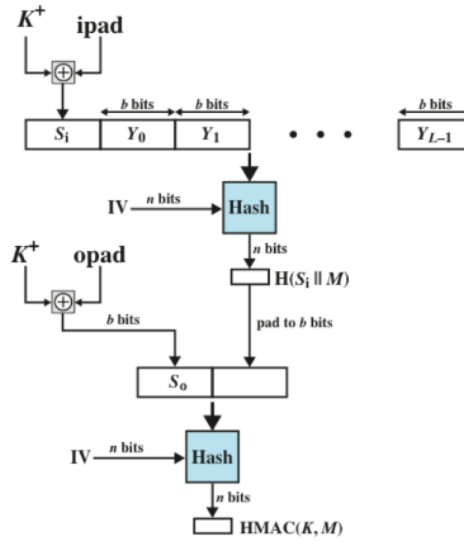 K+ ipad
⊕
b bits b bits b bits
Si Y0 Y1 • • • YL–1
IV n bits Hash
n bits
K+ opad
H(Si || M)
⊕
b bits pad to b bits
So
IV n bits Hash
n bits
HMAC(K, M)